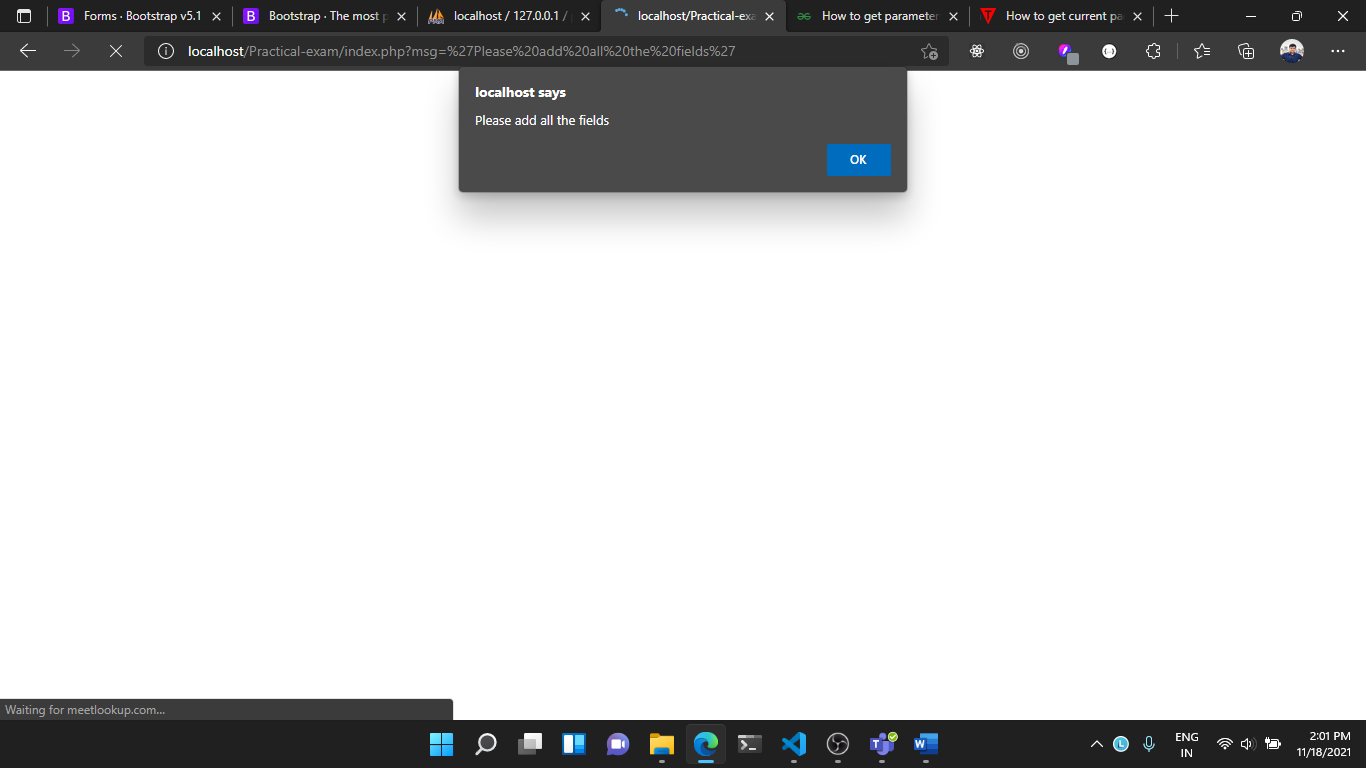 Forms · Bootstrap v5.1
Bootstrap · The most p
localhost / 127.0.0.1 / p
localhost/Practical-exa
How to get parameter
How to get current pa
localhost/Practical-exam/index.php?msg=%27Please%20add%20all%20the%20fields%27
localhost says
Please add all the fields
OK
Waiting for meetlookup.com...
ENG
IN
2:01 PM
11/18/2021